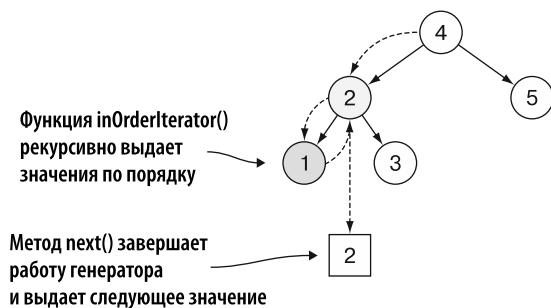 4
2
5
Функция inOrderIterator()
рекурсивно выдает
значения по порядку
1
3
Метод next() завершает
работу генератора
и выдает следующее значение
2